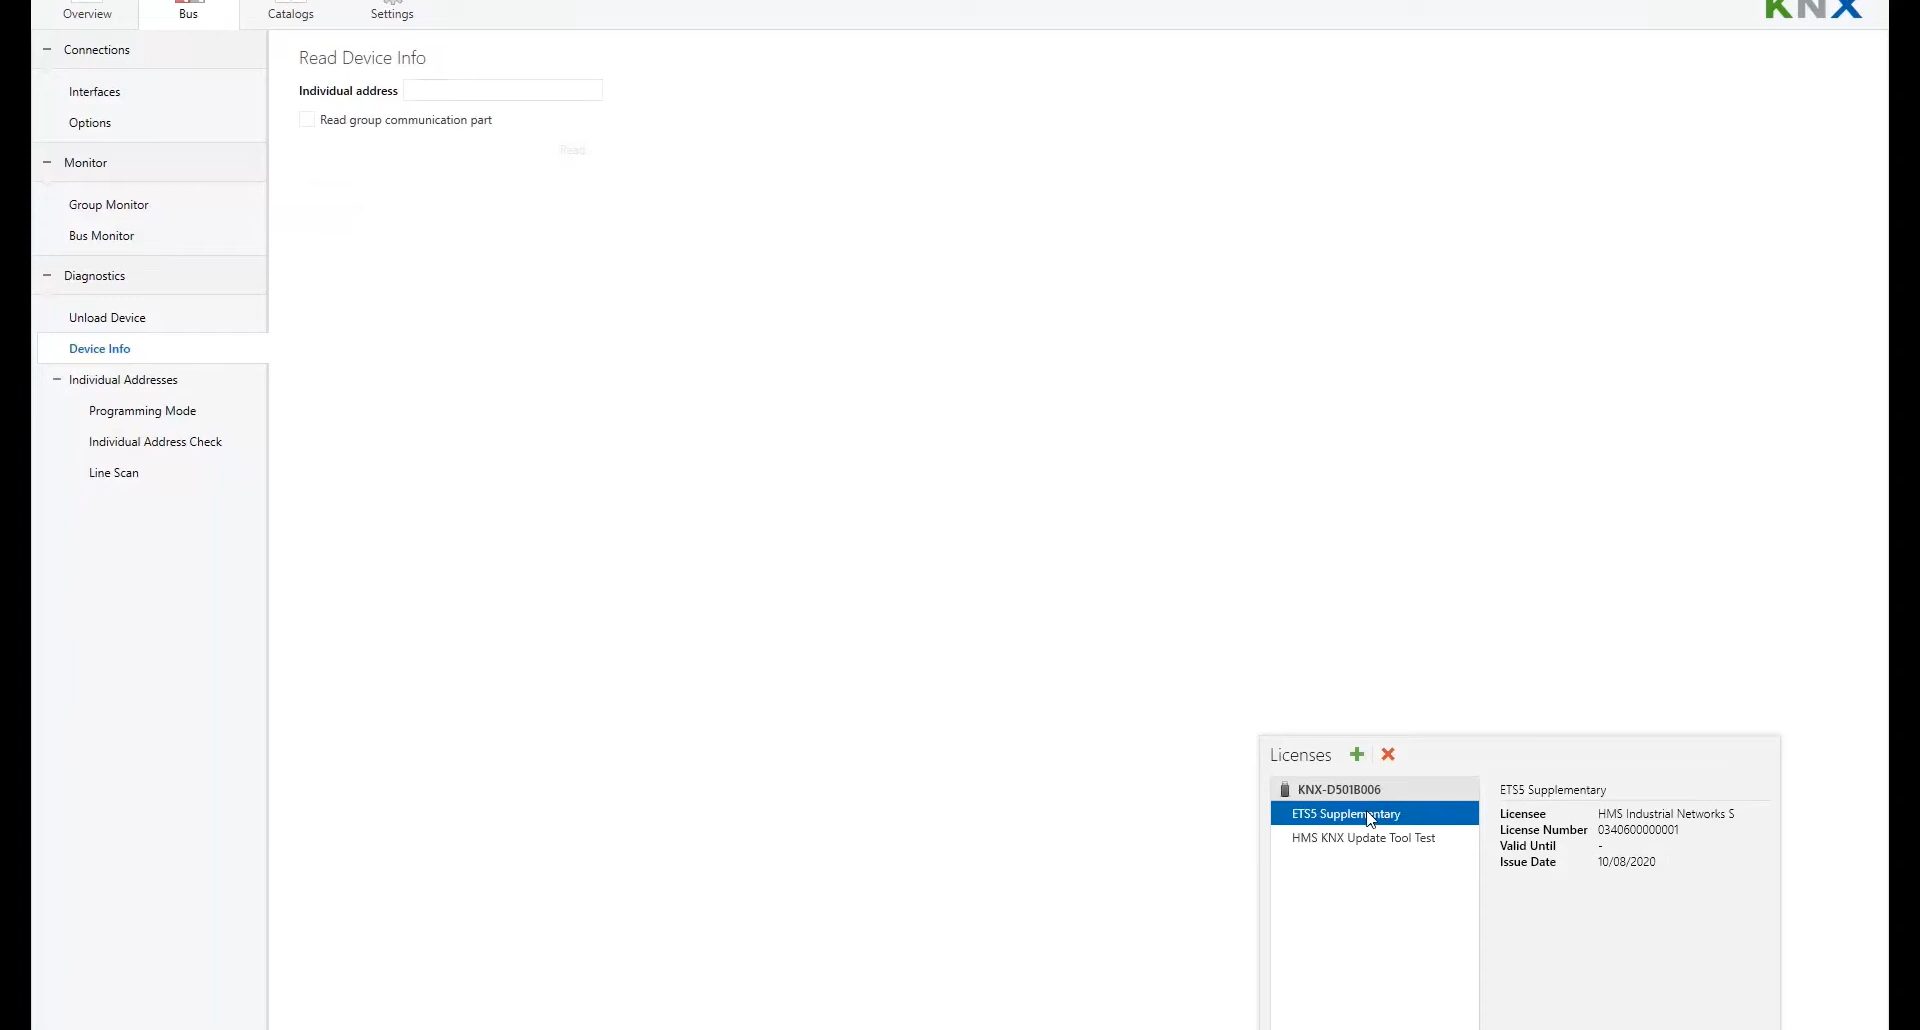 Overview
Bus
Catalogs
Settings
KNX
Connections
Interfaces
Options
Monitor
Group Monitor
Bus Monitor
Diagnostics
Unload Device
Device Info
Individual Addresses
Programming Mode
Individual Address Check
Line Scan
Read Device Info
Individual address
Read group communication part
Read
Licenses
KNX-D501B006
ETS5 Supplementary
HMS KNX Update Tool Test
ETS5 Supplementary
Licensee HMS Industrial Networks S
License Number 0340600000001
Valid Until -
Issue Date 10/08/2020